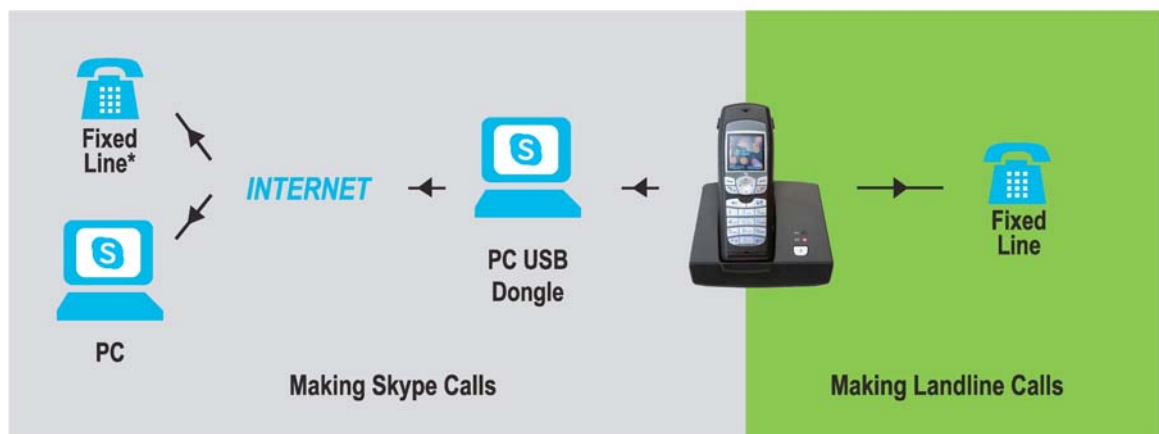 Fixed
Line*
INTERNET
S
PC
S
PC USB
Dongle
Fixed
Line
Making Skype Calls
Making Landline Calls